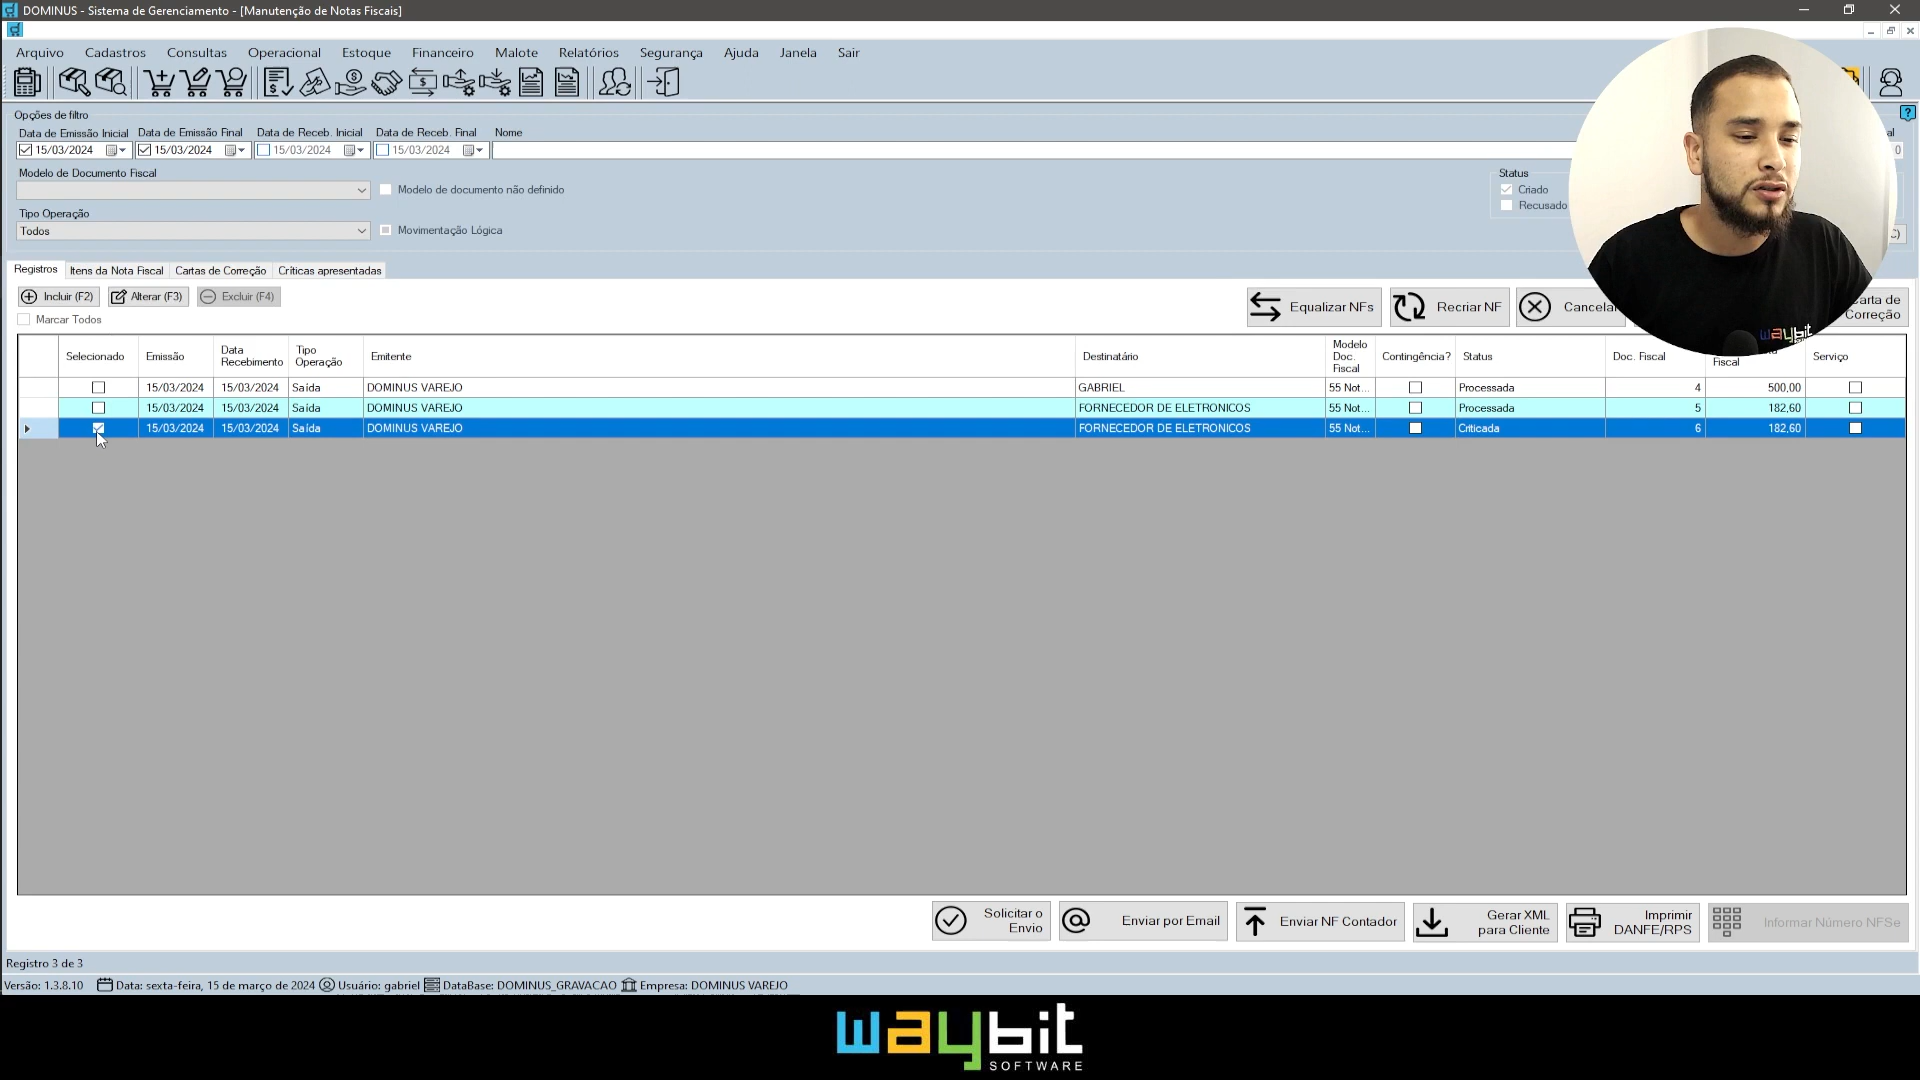 DOMINUS - Sistema de Gerenciamento - [Manutenção de Notas Fiscais]
Arquivo Cadastros Consultas Operacional Estoque Financeiro Malote Relatórios Segurança Ajuda Janela Sair
Opções de filtro
Data de Emissão Inicial Data de Emissão Final Data de Receb. Inicial Data de Receb. Final Nome
15/03/2024 15/03/2024 15/03/2024 15/03/2024
Modelo de Documento Fiscal
Status
Modelo de documento não definido
Criado
Recusado
Tipo Operação
Todos
Movimentação Lógica
Registros Itens da Nota Fiscal Cartas de Correção Críticas apresentadas
Incluir (F2) Alterar (F3) Excluir (F4)
Equalizar NFs Recriar NF Cancelar Carta de Correção
Marcar Todos
waybit
Selecionado Emissão Data Recebimento Tipo Operação Emitente Destinatário Modelo Doc. Fiscal Contingência? Status Doc. Fiscal Fiscal Serviço
15/03/2024 15/03/2024 Saída DOMINUS VAREJO GABRIEL 55 Not... Processada 4 500,00
15/03/2024 15/03/2024 Saída DOMINUS VAREJO FORNECEDOR DE ELETRONICOS 55 Not... Processada 5 182,60
15/03/2024 15/03/2024 Saída DOMINUS VAREJO FORNECEDOR DE ELETRONICOS 55 Not... Criticada 6 182,60
Solicitar o Envio Enviar por Email Enviar NF Contador Gerar XML para Cliente Imprimir DANFE/RPS Informar Número NFSe
Registro 3 de 3
Versão: 1.3.8.10 Data: sexta-feira, 15 de março de 2024 Usuário: gabriel DataBase: DOMINUS_GRAVACAO Empresa: DOMINUS VAREJO
waybit
SOFTWARE